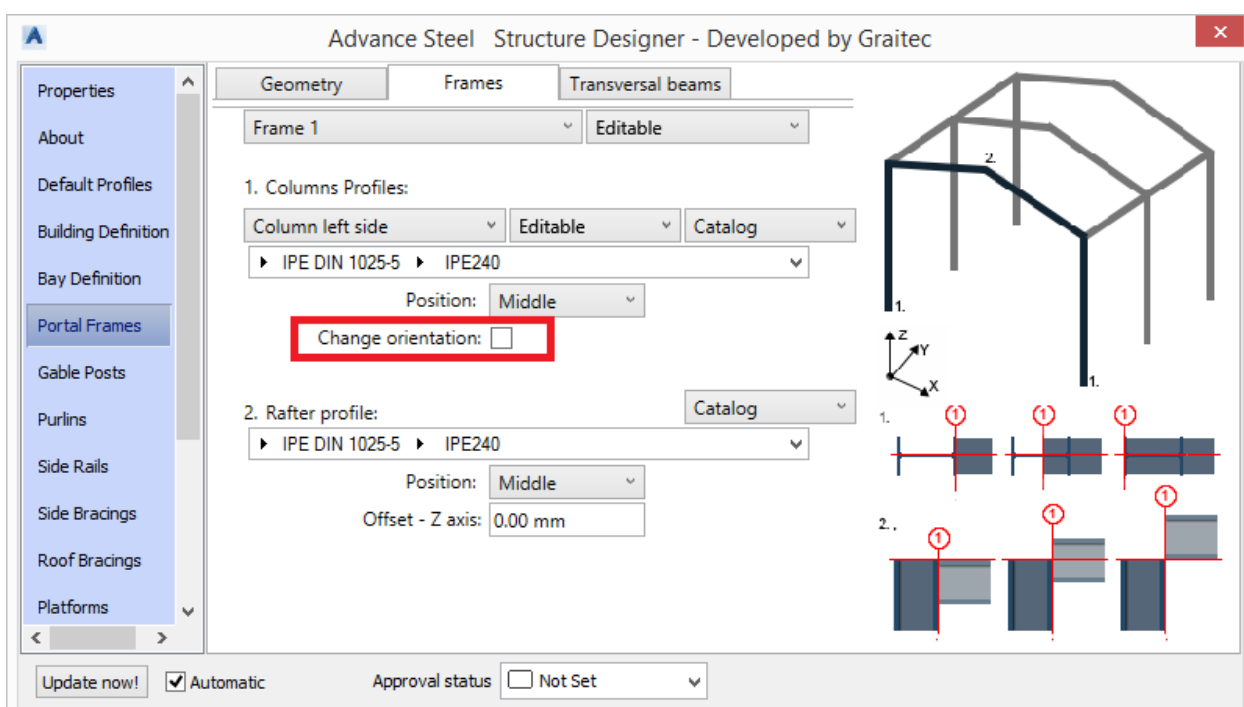 Advance Steel Structure Designer - Developed by Graitec
Properties
About
Default Profiles
Building Definition
Bay Definition
Portal Frames
Gable Posts
Purlins
Side Rails
Side Bracings
Roof Bracings
Platforms
Geometry Frames Transversal beams
Frame 1 Editable
1. Columns Profiles:
Column left side Editable Catalog
IPE DIN 1025-5 IPE240
Position: Middle
Change orientation:
2. Rafter profile: Catalog
IPE DIN 1025-5 IPE240
Position: Middle
Offset - Z axis: 0.00 mm
2.
1.
1.
Z
Y
X
1. 1 1 1
2. , 1 1 1
Update now! Automatic Approval status Not Set